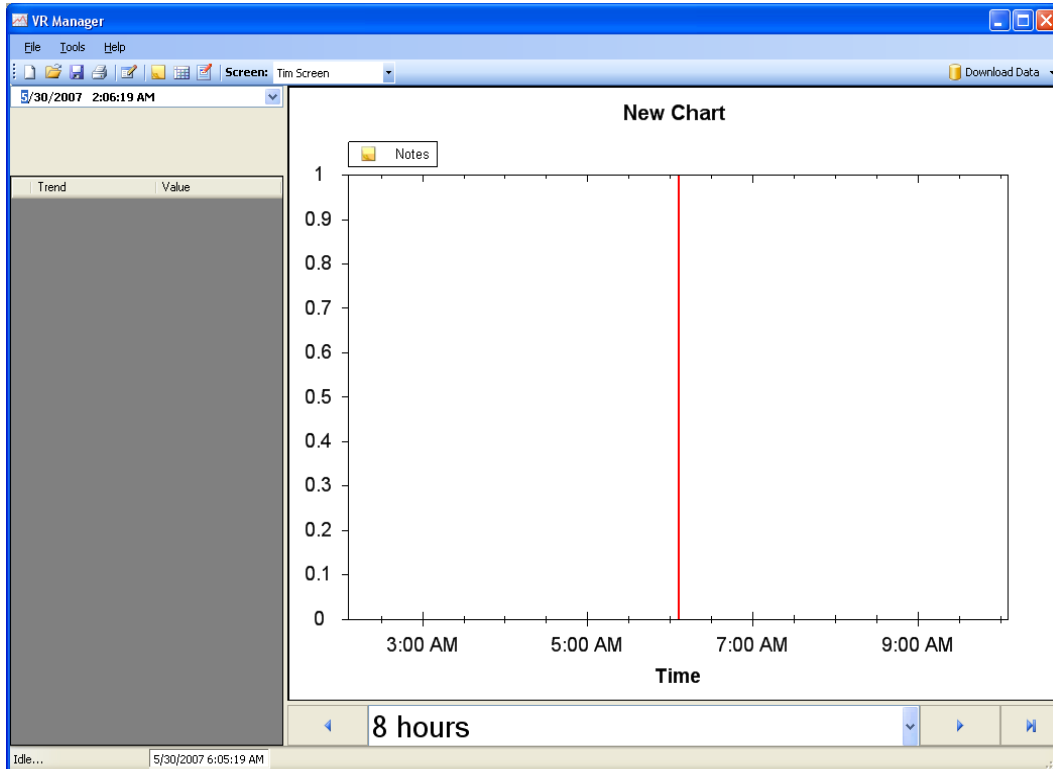 VR Manager
File Tools Help
Screen: Tim Screen Download Data
5/30/2007 2:06:19 AM
Trend Value
New Chart
Notes
1
0.9
0.8
0.7
0.6
0.5
0.4
0.3
0.2
0.1
0
3:00 AM 5:00 AM 7:00 AM 9:00 AM
Time
8 hours
Idle... 5/30/2007 6:05:19 AM